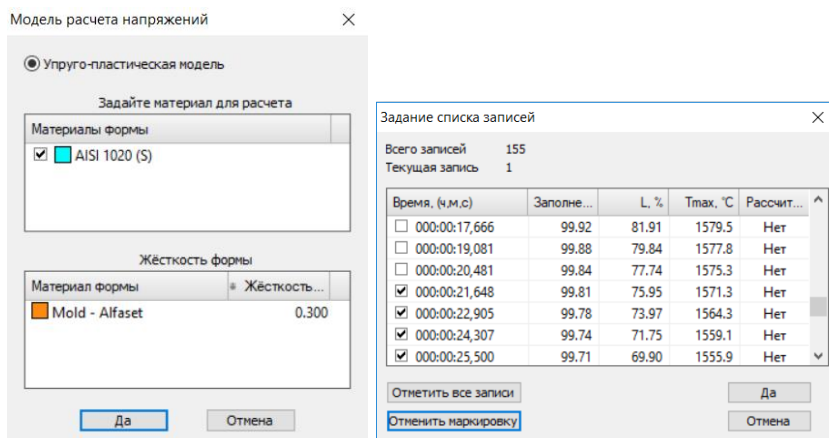 Модель расчета напряжений
Упруго-пластическая модель
Задайте материал для расчета
Материалы формы
AISI 1020 (S)
Жёсткость формы
Материал формы Жёсткость...
Mold - Alfaset 0.300
Да Отмена
Задание списка записей
Всего записей 155
Текущая запись 1
Время, (ч,м,с) Заполне... L, % Tmax, °C Рассчит...
000:00:17,666 99.92 81.91 1579.5 Нет
000:00:19,081 99.88 79.84 1577.8 Нет
000:00:20,481 99.84 77.74 1575.3 Нет
000:00:21,648 99.81 75.95 1571.3 Нет
000:00:22,905 99.78 73.97 1564.3 Нет
000:00:24,307 99.74 71.75 1559.1 Нет
000:00:25,500 99.71 69.90 1555.9 Нет
Отметить все записи Да
Отменить маркировку Отмена